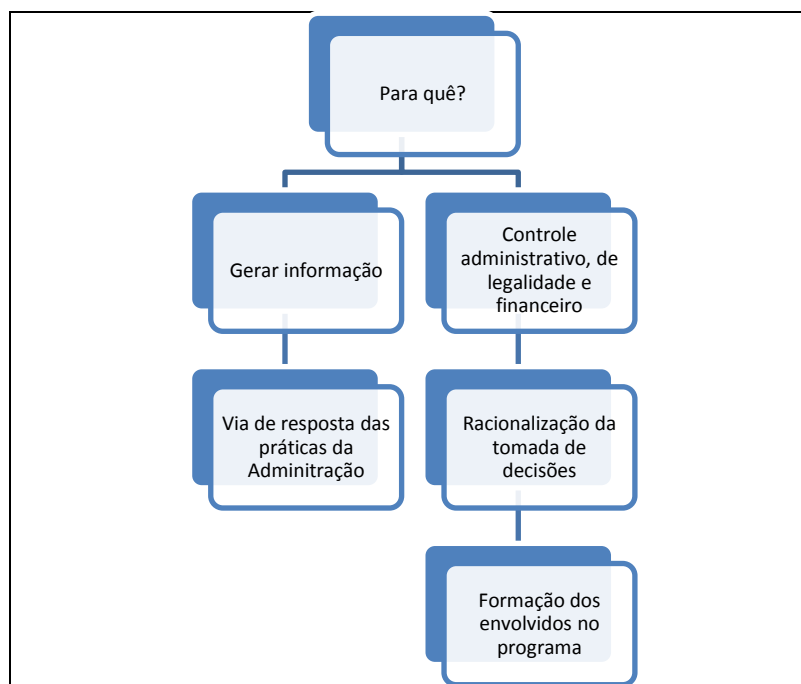 Para quê?
Gerar informação
Controle
administrativo, de
legalidade e
financeiro
Via de resposta das
práticas da
Adminitração
Racionalização da
tomada de
decisões
Formação dos
envolvidos no
programa